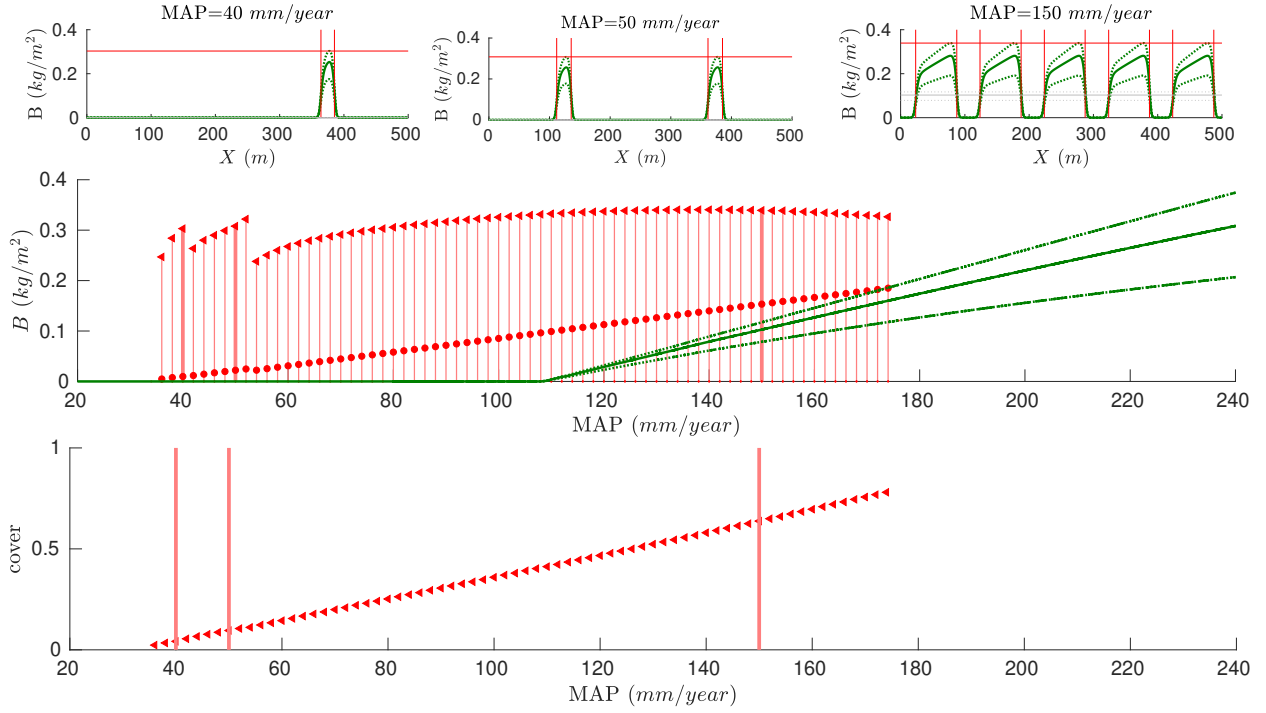 MAP=40 mm/year
MAP=50 mm/year
MAP=150 mm/year
B (kg/m²)
0.4
0.2
0
0 100 200 300 400 500
X (m)
B (kg/m²)
0.4
0.2
0
0 100 200 300 400 500
X (m)
B (kg/m²)
0.4
0.2
0
0 100 200 300 400 500
X (m)
B (kg/m²)
0.4
0.3
0.2
0.1
0
20 40 60 80 100 120 140 160 180 200 220 240
MAP (mm/year)
cover
1
0.5
0
20 40 60 80 100 120 140 160 180 200 220 240
MAP (mm/year)